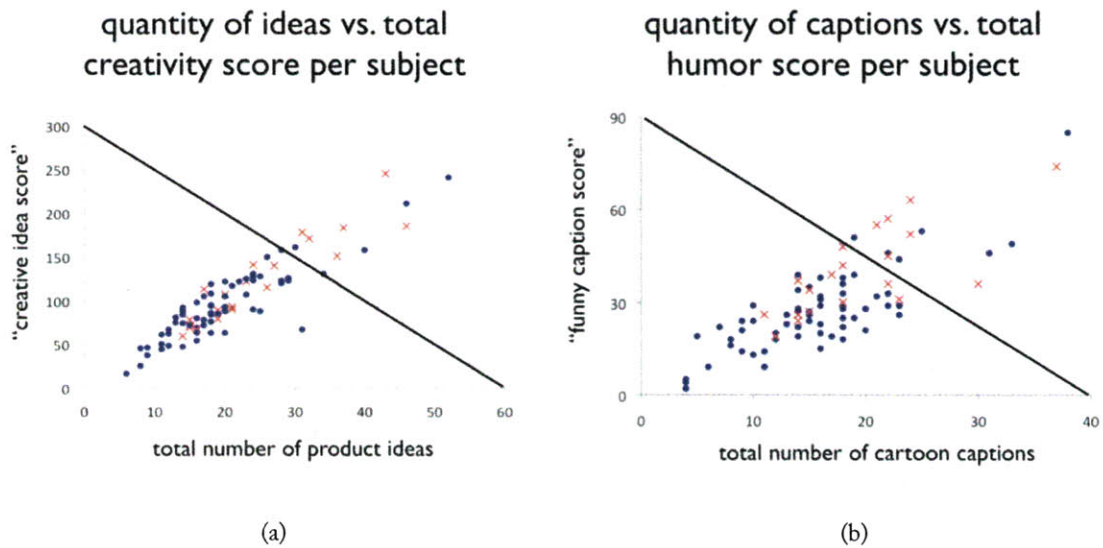 quantity of ideas vs. total
creativity score per subject
300
250
200
150
100
50
0
0 10 20 30 40 50 60
"creative idea score"
total number of product ideas
(a)
quantity of captions vs. total
humor score per subject
90
60
30
0
0 10 20 30 40
"funny caption score"
total number of cartoon captions
(b)